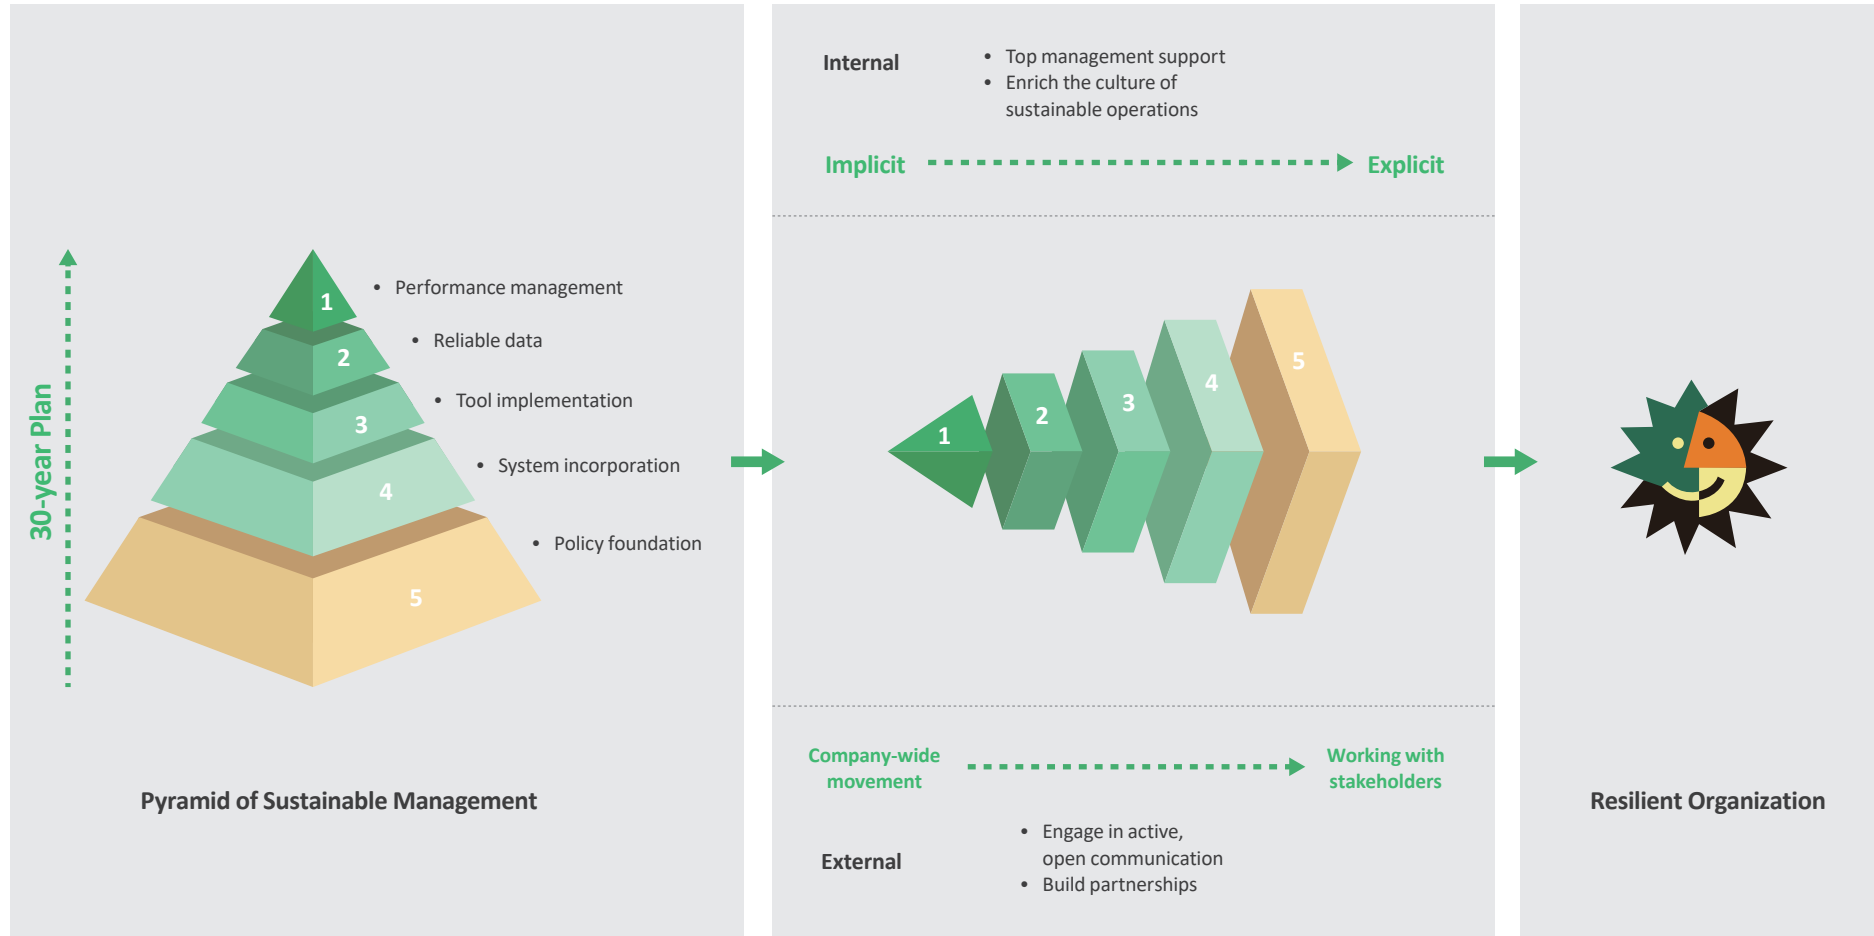 30-year Plan
1
• Performance management
2
• Reliable data
3
• Tool implementation
4
• System incorporation
5
• Policy foundation
Pyramid of Sustainable Management
Internal
• Top management support
• Enrich the culture of
sustainable operations
Implicit
Explicit
1
2
3
4
5
Company-wide
movement
Working with
stakeholders
External
• Engage in active,
open communication
• Build partnerships
Resilient Organization